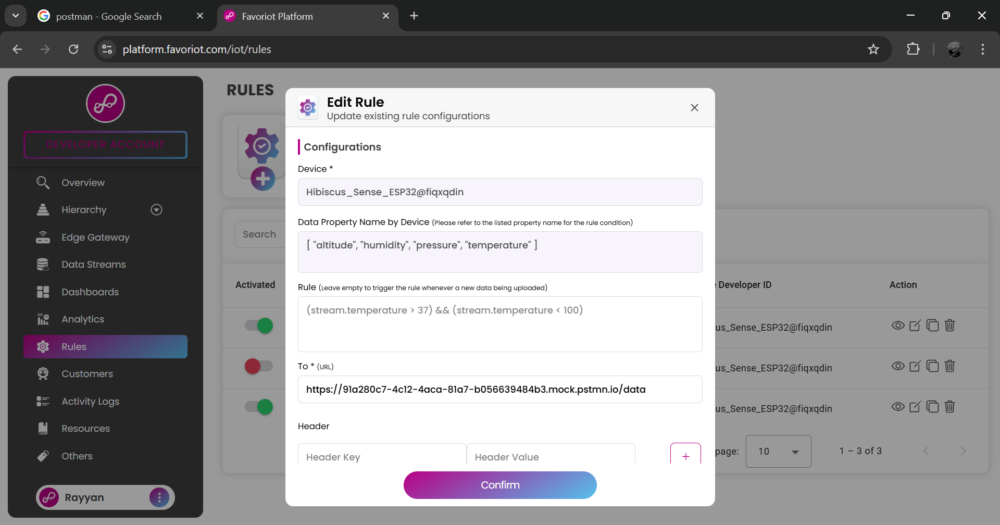 postman - Google Search
Favoriot Platform
platform.favoriot.com/iot/rules
DEVELOPER ACCOUNT
Overview
Hierarchy
Edge Gateway
Data Streams
Dashboards
Analytics
Rules
Customers
Activity Logs
Resources
Others
Rayyan
RULES
Search
Activated
Developer ID
Action
us_Sense_ESP32@fiqxqdin
us_Sense_ESP32@fiqxqdin
us_Sense_ESP32@fiqxqdin
page:
10
1 – 3 of 3
Edit Rule
Update existing rule configurations
Configurations
Device *
Hibiscus_Sense_ESP32@fiqxqdin
Data Property Name by Device (Please refer to the listed property name for the rule condition)
[ "altitude", "humidity", "pressure", "temperature" ]
Rule (Leave empty to trigger the rule whenever a new data being uploaded)
(stream.temperature > 37) && (stream.temperature < 100)
To * (URL)
https://91a280c7-4c12-4aca-81a7-b056639484b3.mock.pstmn.io/data
Header
Header Key
Header Value
+
Confirm